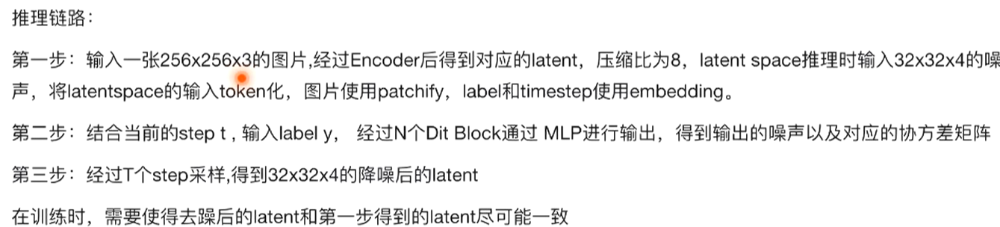 推理链路：
第一步：输入一张256x256x3的图片,经过Encoder后得到对应的latent，压缩比为8，latent space推理时输入32x32x4的噪
声，将latentspace的输入token化，图片使用patchify，label和timestep使用embedding。
第二步：结合当前的step t , 输入label y， 经过N个Dit Block通过 MLP进行输出，得到输出的噪声以及对应的协方差矩阵
第三步：经过T个step采样,得到32x32x4的降噪后的latent
在训练时，需要使得去躁后的latent和第一步得到的latent尽可能一致